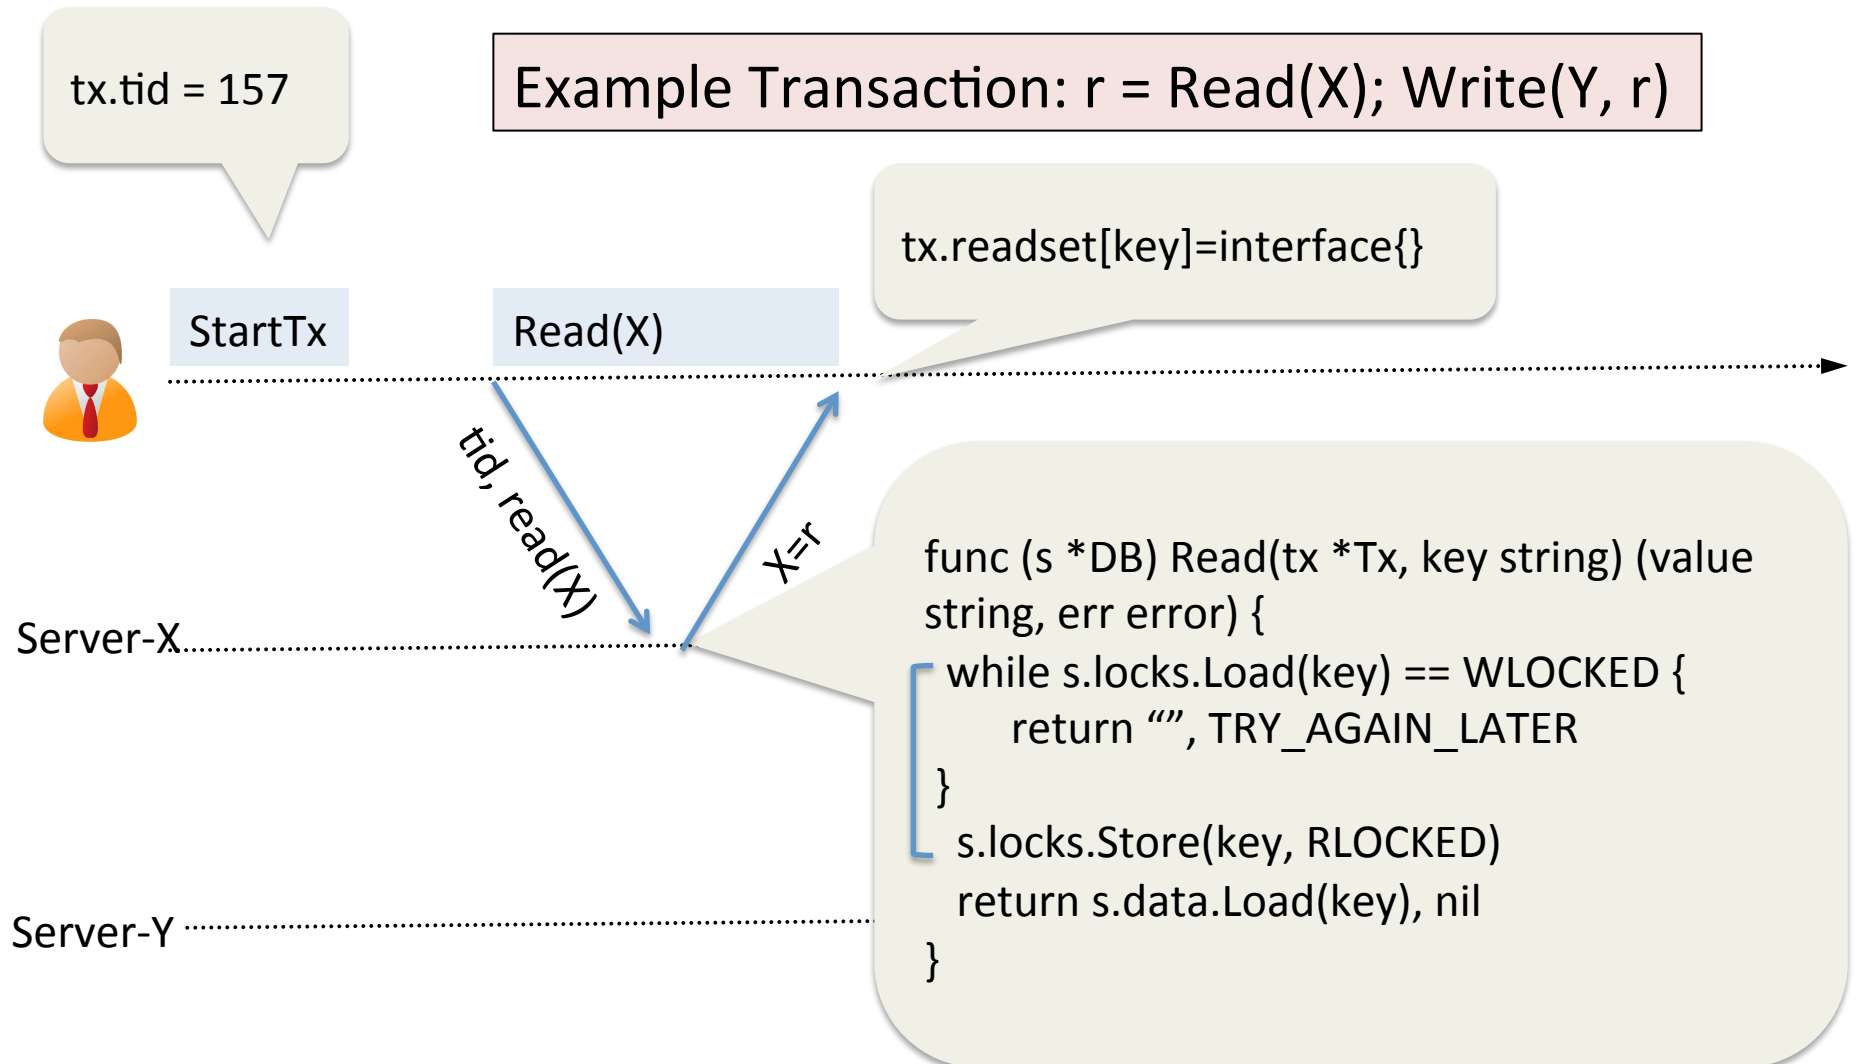 tx.tid = 157
Example Transaction: r = Read(X); Write(Y, r)
tx.readset[key]=interface{}
StartTx
Read(X)
tid, read(X)
X=r
Server-X
func (s *DB) Read(tx *Tx, key string) (value
string, err error) {
while s.locks.Load(key) == WLOCKED {
return “”, TRY_AGAIN_LATER
}
s.locks.Store(key, RLOCKED)
return s.data.Load(key), nil
}
Server-Y